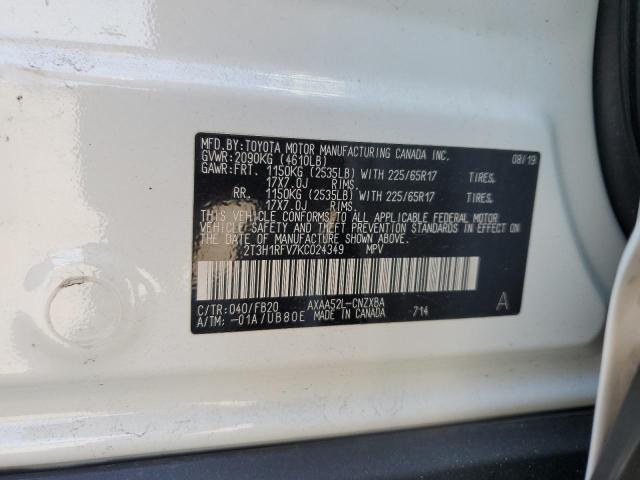 MFD.BY:TOYOTA MOTOR MANUFACTURING CANADA INC. 08/19
GVWR:2090KG (4610LB)
GAWR:FRT. 1150KG (2535LB) WITH 225/65R17 TIRES,
17X7.0J RIMS.
RR. 1150KG (2535LB) WITH 225/65R17 TIRES,
17X7.0J RIMS.
THIS VEHICLE CONFORMS TO ALL APPLICABLE FEDERAL MOTOR
VEHICLE SAFETY AND THEFT PREVENTION STANDARDS IN EFFECT ON
THE DATE OF MANUFACTURE SHOWN ABOVE.
2T3H1RFV7KC024349 MPV
C/TR:040/FB20 AXAA52L-CNZXBA
A/TM:-01A/UB80E MADE IN CANADA 714 A